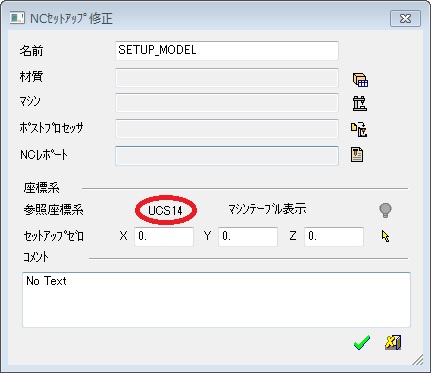 NCｾｯﾄｱｯﾌﾟ修正
名前 SETUP_MODEL
材質
ﾏｼﾝ
ﾎﾟｽﾄﾌﾟﾛｾｯｻ
NCﾚﾎﾟｰﾄ
座標系
参照座標系 UCS14 ﾏｼﾝﾃｰﾌﾞﾙ表示
ｾｯﾄｱｯﾌﾟｾﾞﾛ X 0. Y 0. Z 0.
ｺﾒﾝﾄ
No Text